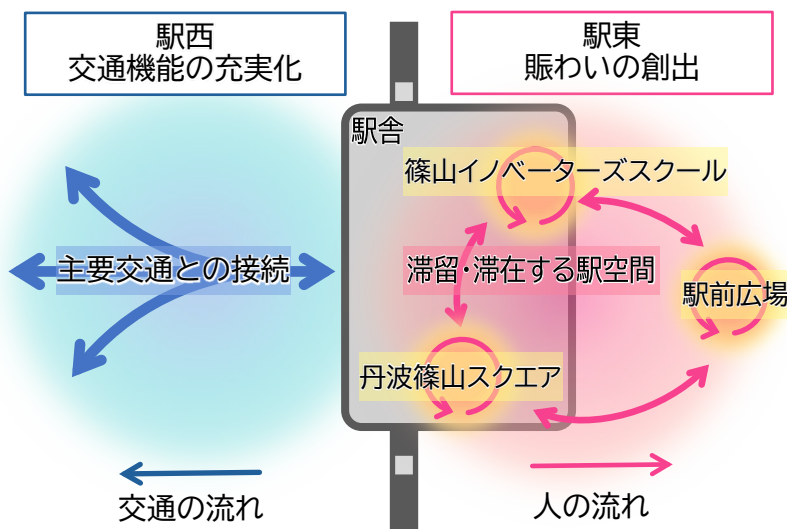 駅西
交通機能の充実化
駅東
賑わいの創出
駅舎
篠山イノベーターズスクール
主要交通との接続
滞留・滞在する駅空間
駅前広場
丹波篠山スクエア
交通の流れ
人の流れ